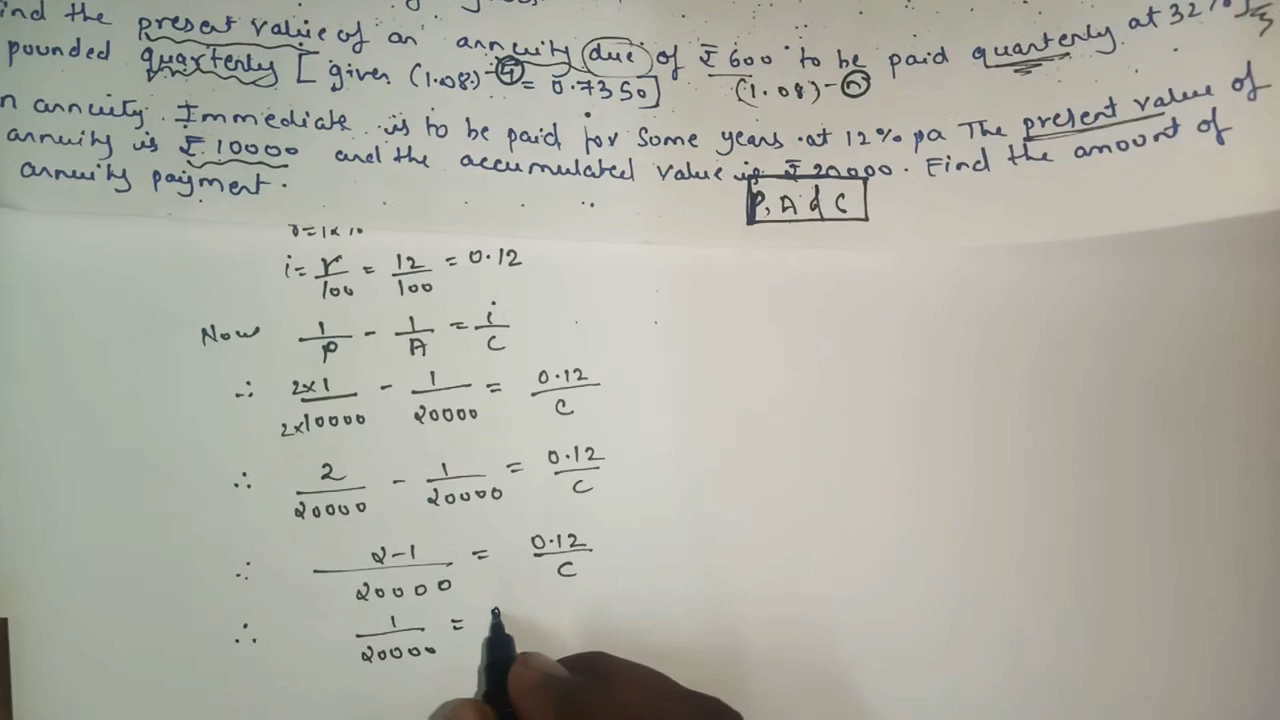 ind the present value of an annuity due of ₹ 600 to be paid quarterly at 32%
pounded quarterly [given (1.08)-4 = 0.7350] (1.08)-n
n annuity. Immediate is to be paid for some years at 12% pa The present value of
annuity is ₹ 10000 and the accumulated value is ₹ 20000. Find the amount of
annuity payment.
P, A d C
i = r/100 = 12/100 = 0.12
Now 1/P - 1/A = i/C
∴ 2×1/2×10000 - 1/20000 = 0.12/C
∴ 2/20000 - 1/20000 = 0.12/C
∴ 2-1/20000 = 0.12/C
∴ 1/20000 =